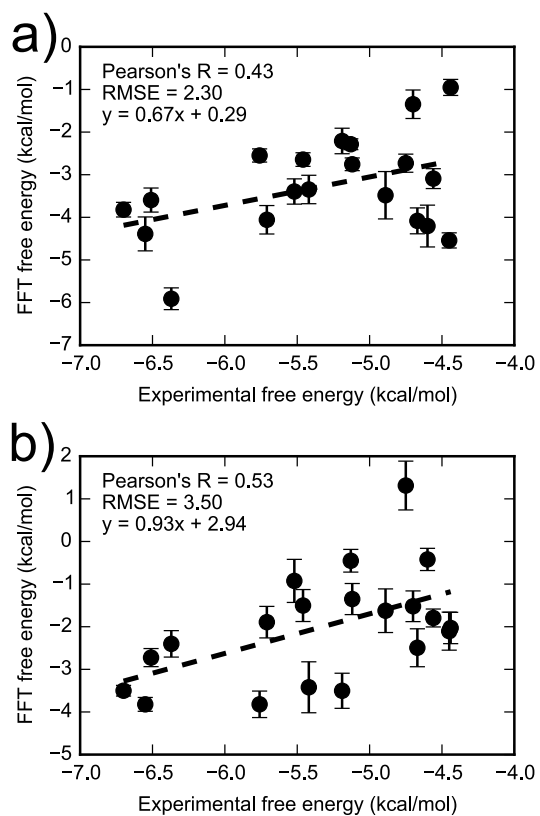 a)
0
−1
−2
−3
−4
−5
−6
−7
FFT free energy (kcal/mol)
Pearson's R = 0.43
RMSE = 2.30
y = 0.67x + 0.29
−7.0 −6.5 −6.0 −5.5 −5.0 −4.5 −4.0
Experimental free energy (kcal/mol)
b)
2
1
0
−1
−2
−3
−4
−5
FFT free energy (kcal/mol)
Pearson's R = 0.53
RMSE = 3.50
y = 0.93x + 2.94
−7.0 −6.5 −6.0 −5.5 −5.0 −4.5 −4.0
Experimental free energy (kcal/mol)